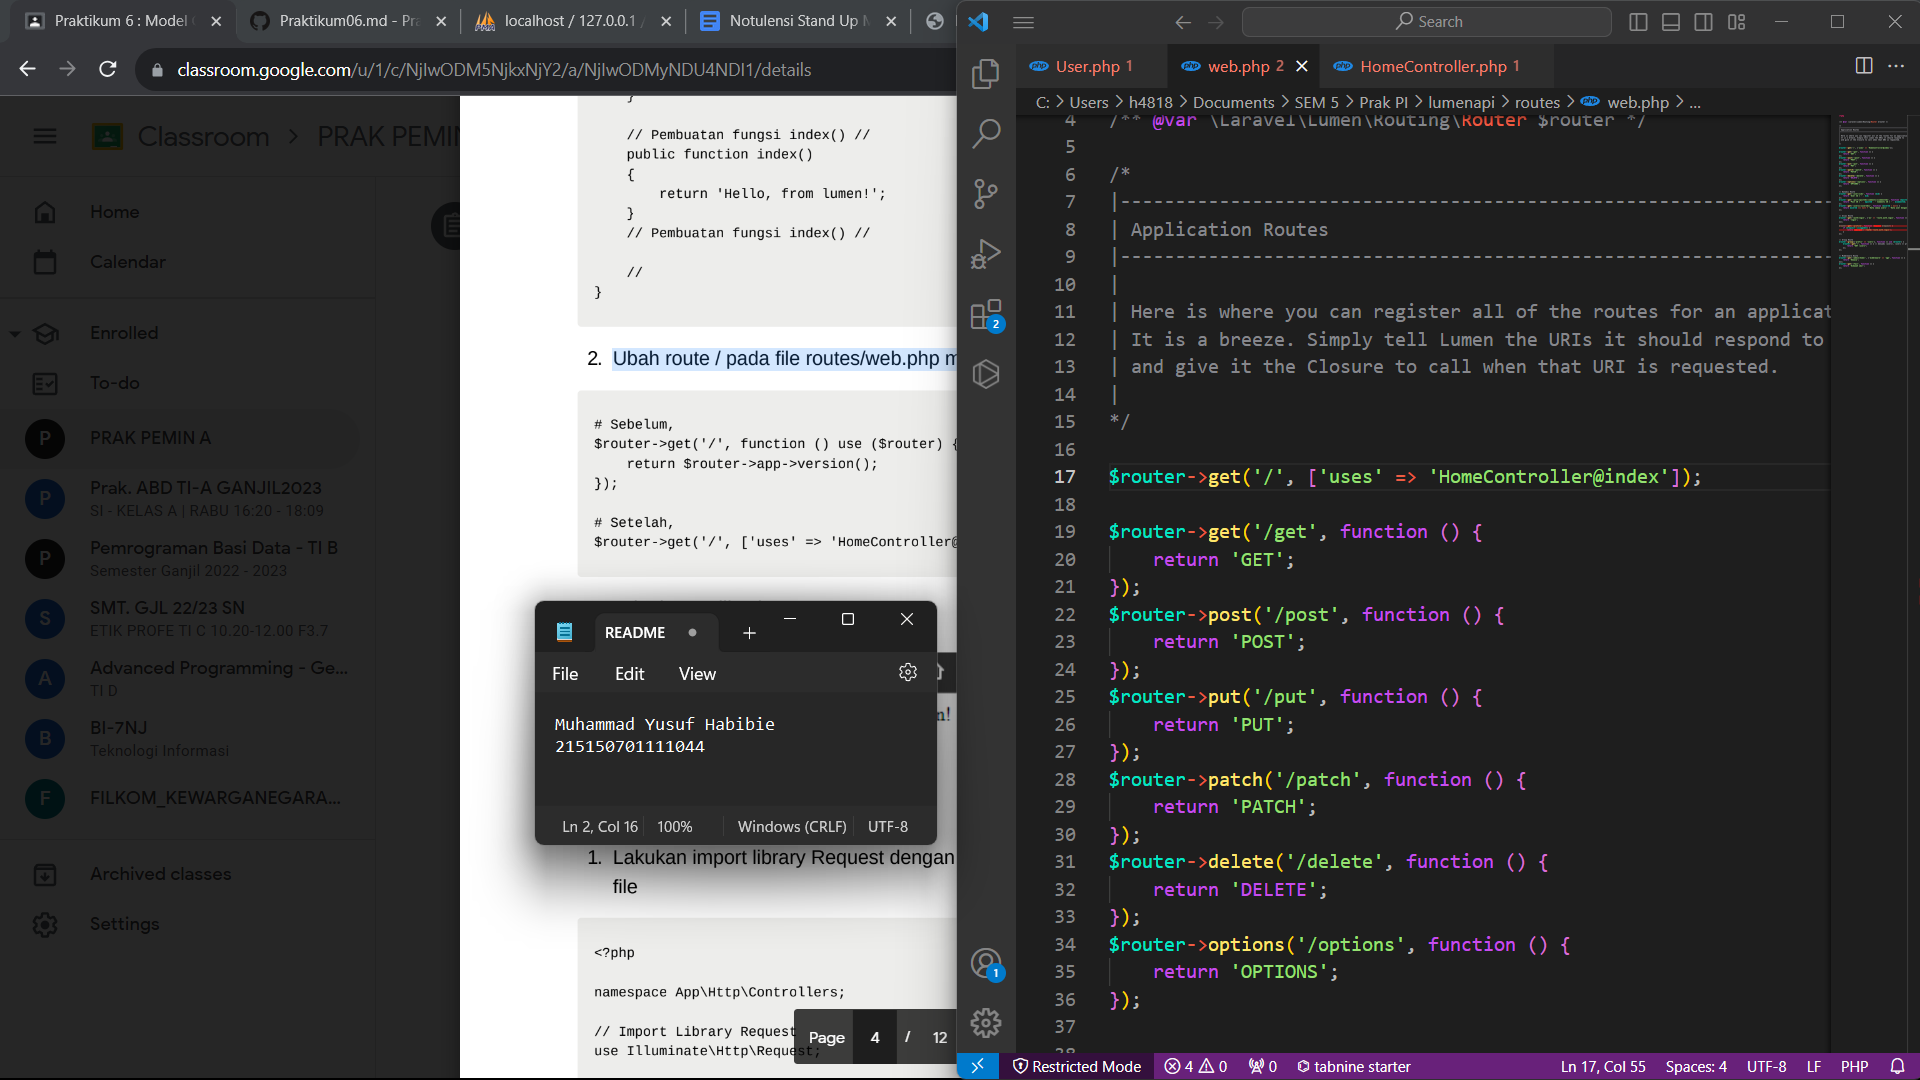 Praktikum 6 : Model
Praktikum06.md - Pra
localhost / 127.0.0.1
Notulensi Stand Up M
classroom.google.com/u/1/c/NjIwODM5NjkxNjY2/a/NjIwODMyNDU4NDI1/details
Classroom > PRAK PEMIN
Home
Calendar
Enrolled
To-do
P PRAK PEMIN A
P Prak. ABD TI-A GANJIL2023
SI - KELAS A | RABU 16:20 - 18:09
P Pemrograman Basi Data - TI B
Semester Ganjil 2022 - 2023
S SMT. GJL 22/23 SN
ETIK PROFE TI C 10.20-12.00 F3.7
A Advanced Programming - Ge...
TI D
B BI-7NJ
Teknologi Informasi
F FILKOM_KEWARGANEGARA...
Archived classes
Settings
}
// Pembuatan fungsi index() //
public function index()
{
return 'Hello, from lumen!';
}
// Pembuatan fungsi index() //
//
}
2. Ubah route / pada file routes/web.php m
# Sebelum,
$router->get('/', function () use ($router) {
return $router->app->version();
});
# Setelah,
$router->get('/', ['uses' => 'HomeController@
README
File Edit View
Muhammad Yusuf Habibie
215150701111044
Ln 2, Col 16 100% Windows (CRLF) UTF-8
n!
1. Lakukan import library Request dengan
file
<?php
namespace App\Http\Controllers;
// Import Library Request
use Illuminate\Http\Request;
Page 4 / 12
Search
User.php 1
web.php 2
HomeController.php 1
C: > Users > h4818 > Documents > SEM 5 > Prak PI > lumenapi > routes > web.php > ...
4 /** @var \Laravel\Lumen\Routing\Router $router */
5
6 /*
7 |------------------------------------------------------------------
8 | Application Routes
9 |------------------------------------------------------------------
10 |
11 | Here is where you can register all of the routes for an applicat
12 | It is a breeze. Simply tell Lumen the URIs it should respond to
13 | and give it the Closure to call when that URI is requested.
14 |
15 */
16
17 $router->get('/', ['uses' => 'HomeController@index']);
18
19 $router->get('/get', function () {
20 return 'GET';
21 });
22 $router->post('/post', function () {
23 return 'POST';
24 });
25 $router->put('/put', function () {
26 return 'PUT';
27 });
28 $router->patch('/patch', function () {
29 return 'PATCH';
30 });
31 $router->delete('/delete', function () {
32 return 'DELETE';
33 });
34 $router->options('/options', function () {
35 return 'OPTIONS';
36 });
37
2
1
Restricted Mode 4 0 0 tabnine starter Ln 17, Col 55 Spaces: 4 UTF-8 LF PHP